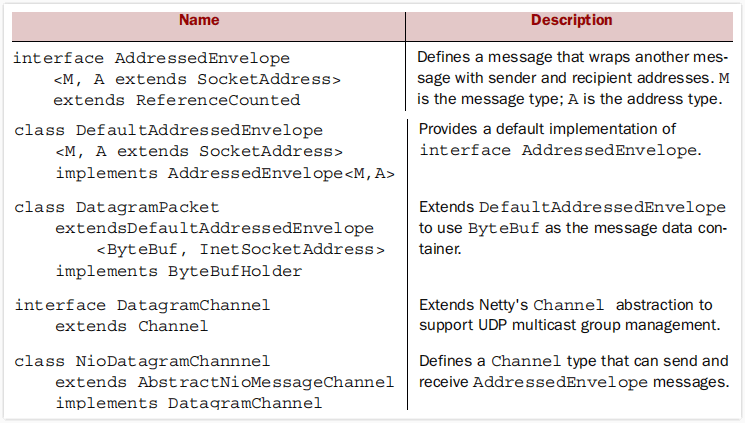 Name
Description
interface AddressedEnvelope
<M, A extends SocketAddress>
extends ReferenceCounted
Defines a message that wraps another mes-
sage with sender and recipient addresses. M
is the message type; A is the address type.
class DefaultAddressedEnvelope
<M, A extends SocketAddress>
implements AddressedEnvelope<M,A>
Provides a default implementation of
interface AddressedEnvelope.
class DatagramPacket
extendsDefaultAddressedEnvelope
<ByteBuf, InetSocketAddress>
implements ByteBufHolder
Extends DefaultAddressedEnvelope
to use ByteBuf as the message data con-
tainer.
interface DatagramChannel
extends Channel
Extends Netty's Channel abstraction to
support UDP multicast group management.
class NioDatagramChannnel
extends AbstractNioMessageChannel
implements DatagramChannel
Defines a Channel type that can send and
receive AddressedEnvelope messages.